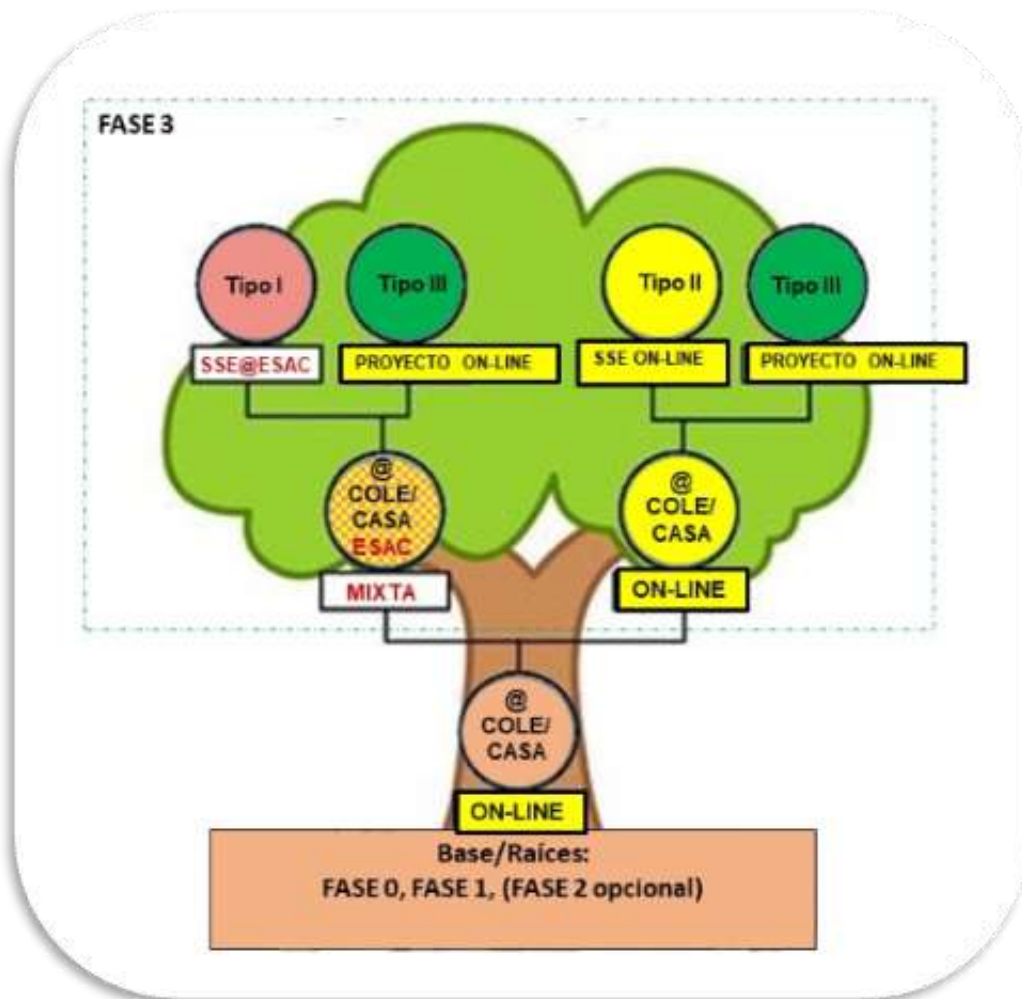 FASE 3
Tipo I
Tipo III
Tipo II
Tipo III
SSE@ESAC
PROYECTO ON-LINE
SSE ON-LINE
PROYECTO ON-LINE
@
COLE/
CASA
ESAC
@
COLE/
CASA
MIXTA
ON-LINE
@
COLE/
CASA
ON-LINE
Base/Raíces:
FASE 0, FASE 1, (FASE 2 opcional)